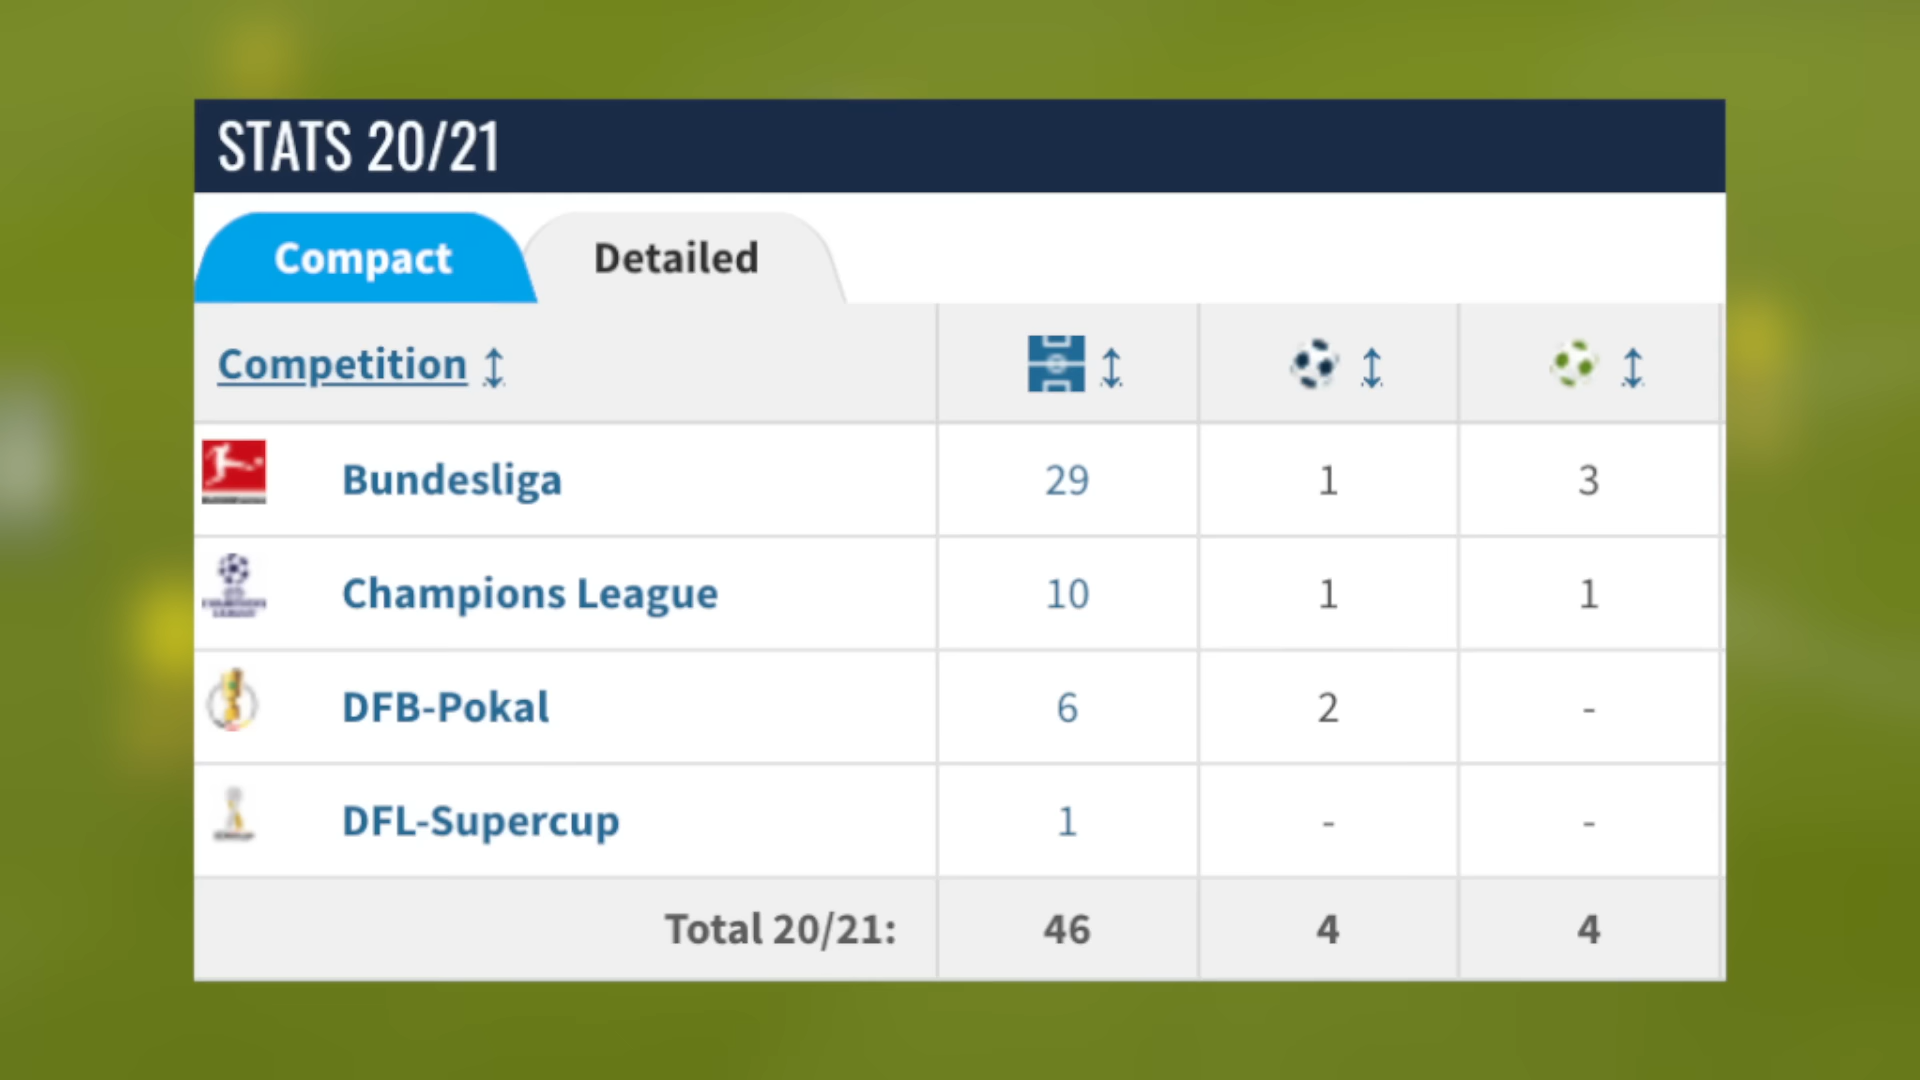 STATS 20/21
Compact Detailed
Competition
Bundesliga 29 1 3
Champions League 10 1 1
DFB-Pokal 6 2 -
DFL-Supercup 1 - -
Total 20/21: 46 4 4